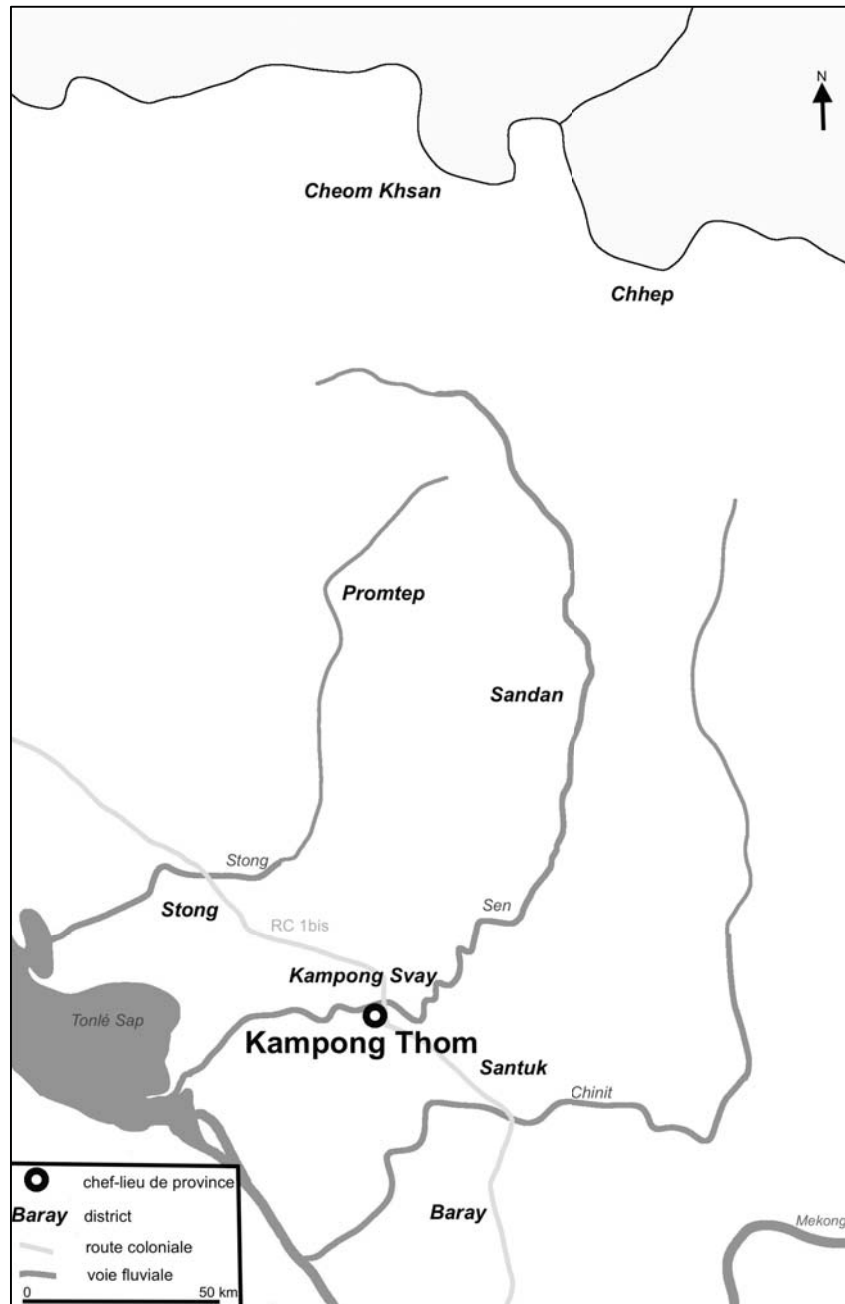 N
Cheom Khsan
Chhep
Promtep
Sandan
Stong
Stong
Sen
RC 1bis
Kampong Svay
Tonlé Sap
Kampong Thom
Santuk
Chinit
Baray
Mekong
chef-lieu de province
Baray district
route coloniale
voie fluviale
0 50 km